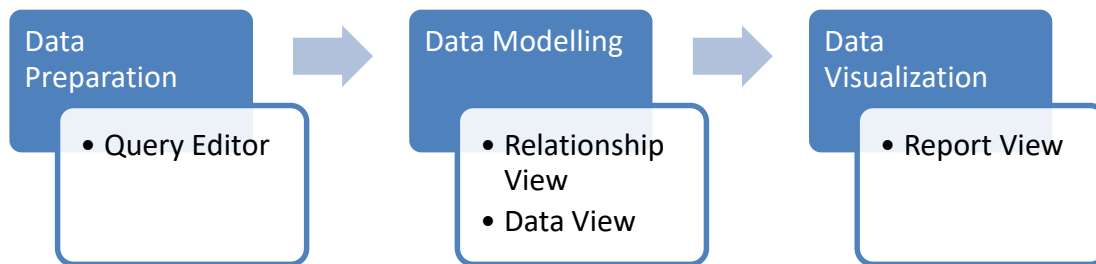 Data
Preparation
• Query Editor
Data Modelling
• Relationship
View
• Data View
Data
Visualization
• Report View